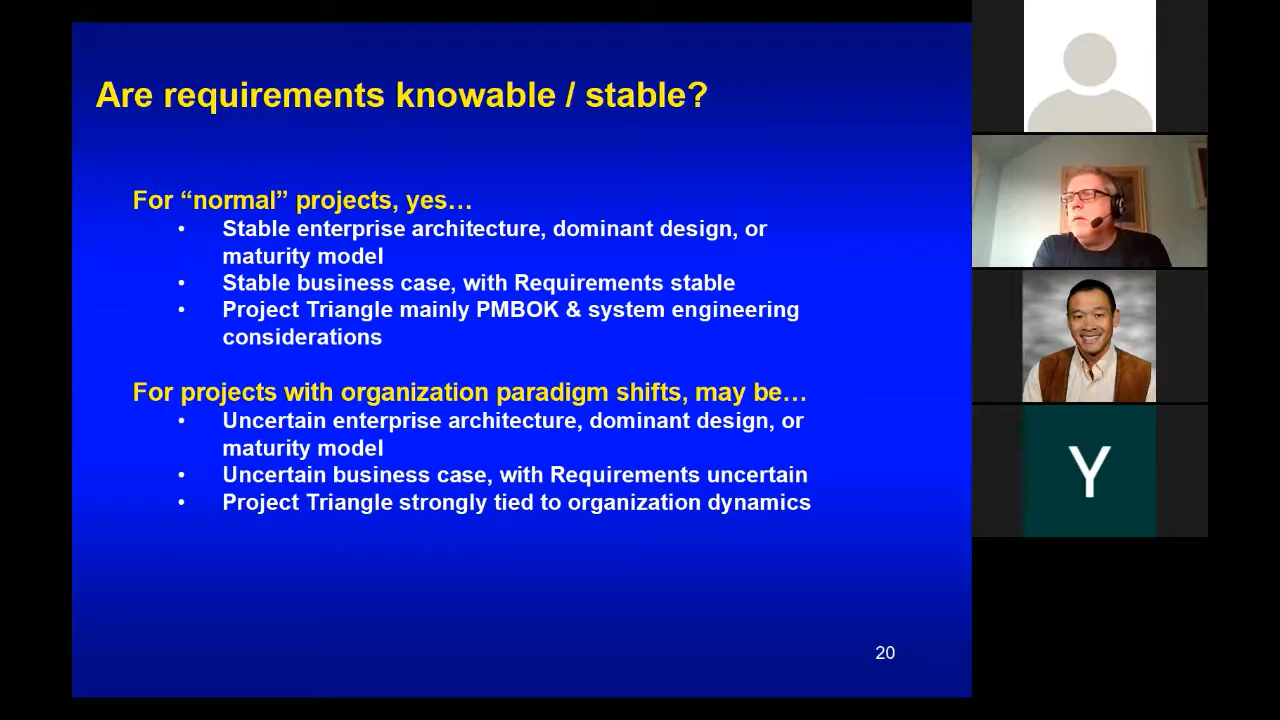 Are requirements knowable / stable?
For “normal” projects, yes…
• Stable enterprise architecture, dominant design, or
maturity model
• Stable business case, with Requirements stable
• Project Triangle mainly PMBOK & system engineering
considerations
For projects with organization paradigm shifts, may be…
• Uncertain enterprise architecture, dominant design, or
maturity model
• Uncertain business case, with Requirements uncertain
• Project Triangle strongly tied to organization dynamics
20
Y